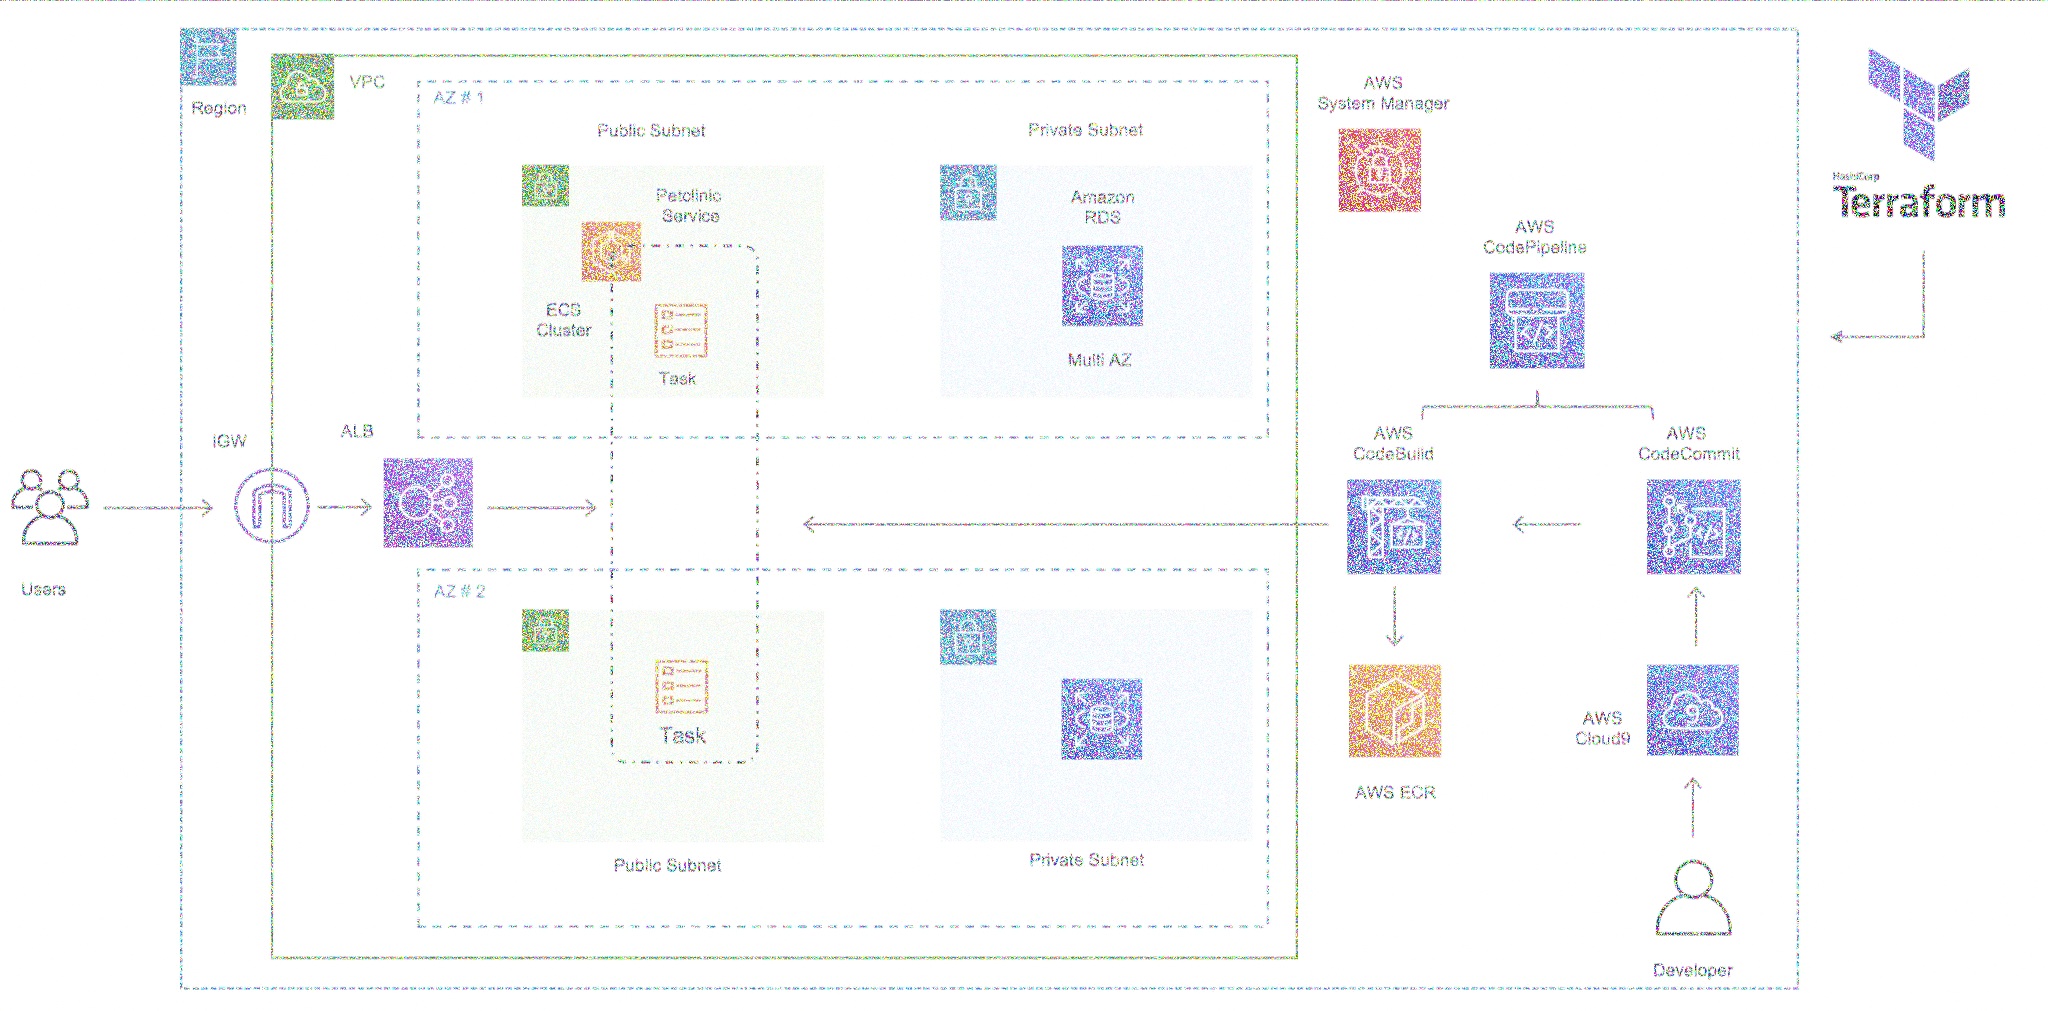 Region
VPC
AZ # 1
Public Subnet
Private Subnet
Petclinic
Service
Amazon
RDS
ECS
Cluster
Task
Multi AZ
AWS
System Manager
HashiCorp
Terraform
AWS
CodePipeline
IGW
ALB
AWS
CodeBuild
AWS
CodeCommit
Users
AZ # 2
Task
AWS
Cloud9
AWS ECR
Public Subnet
Private Subnet
Developer